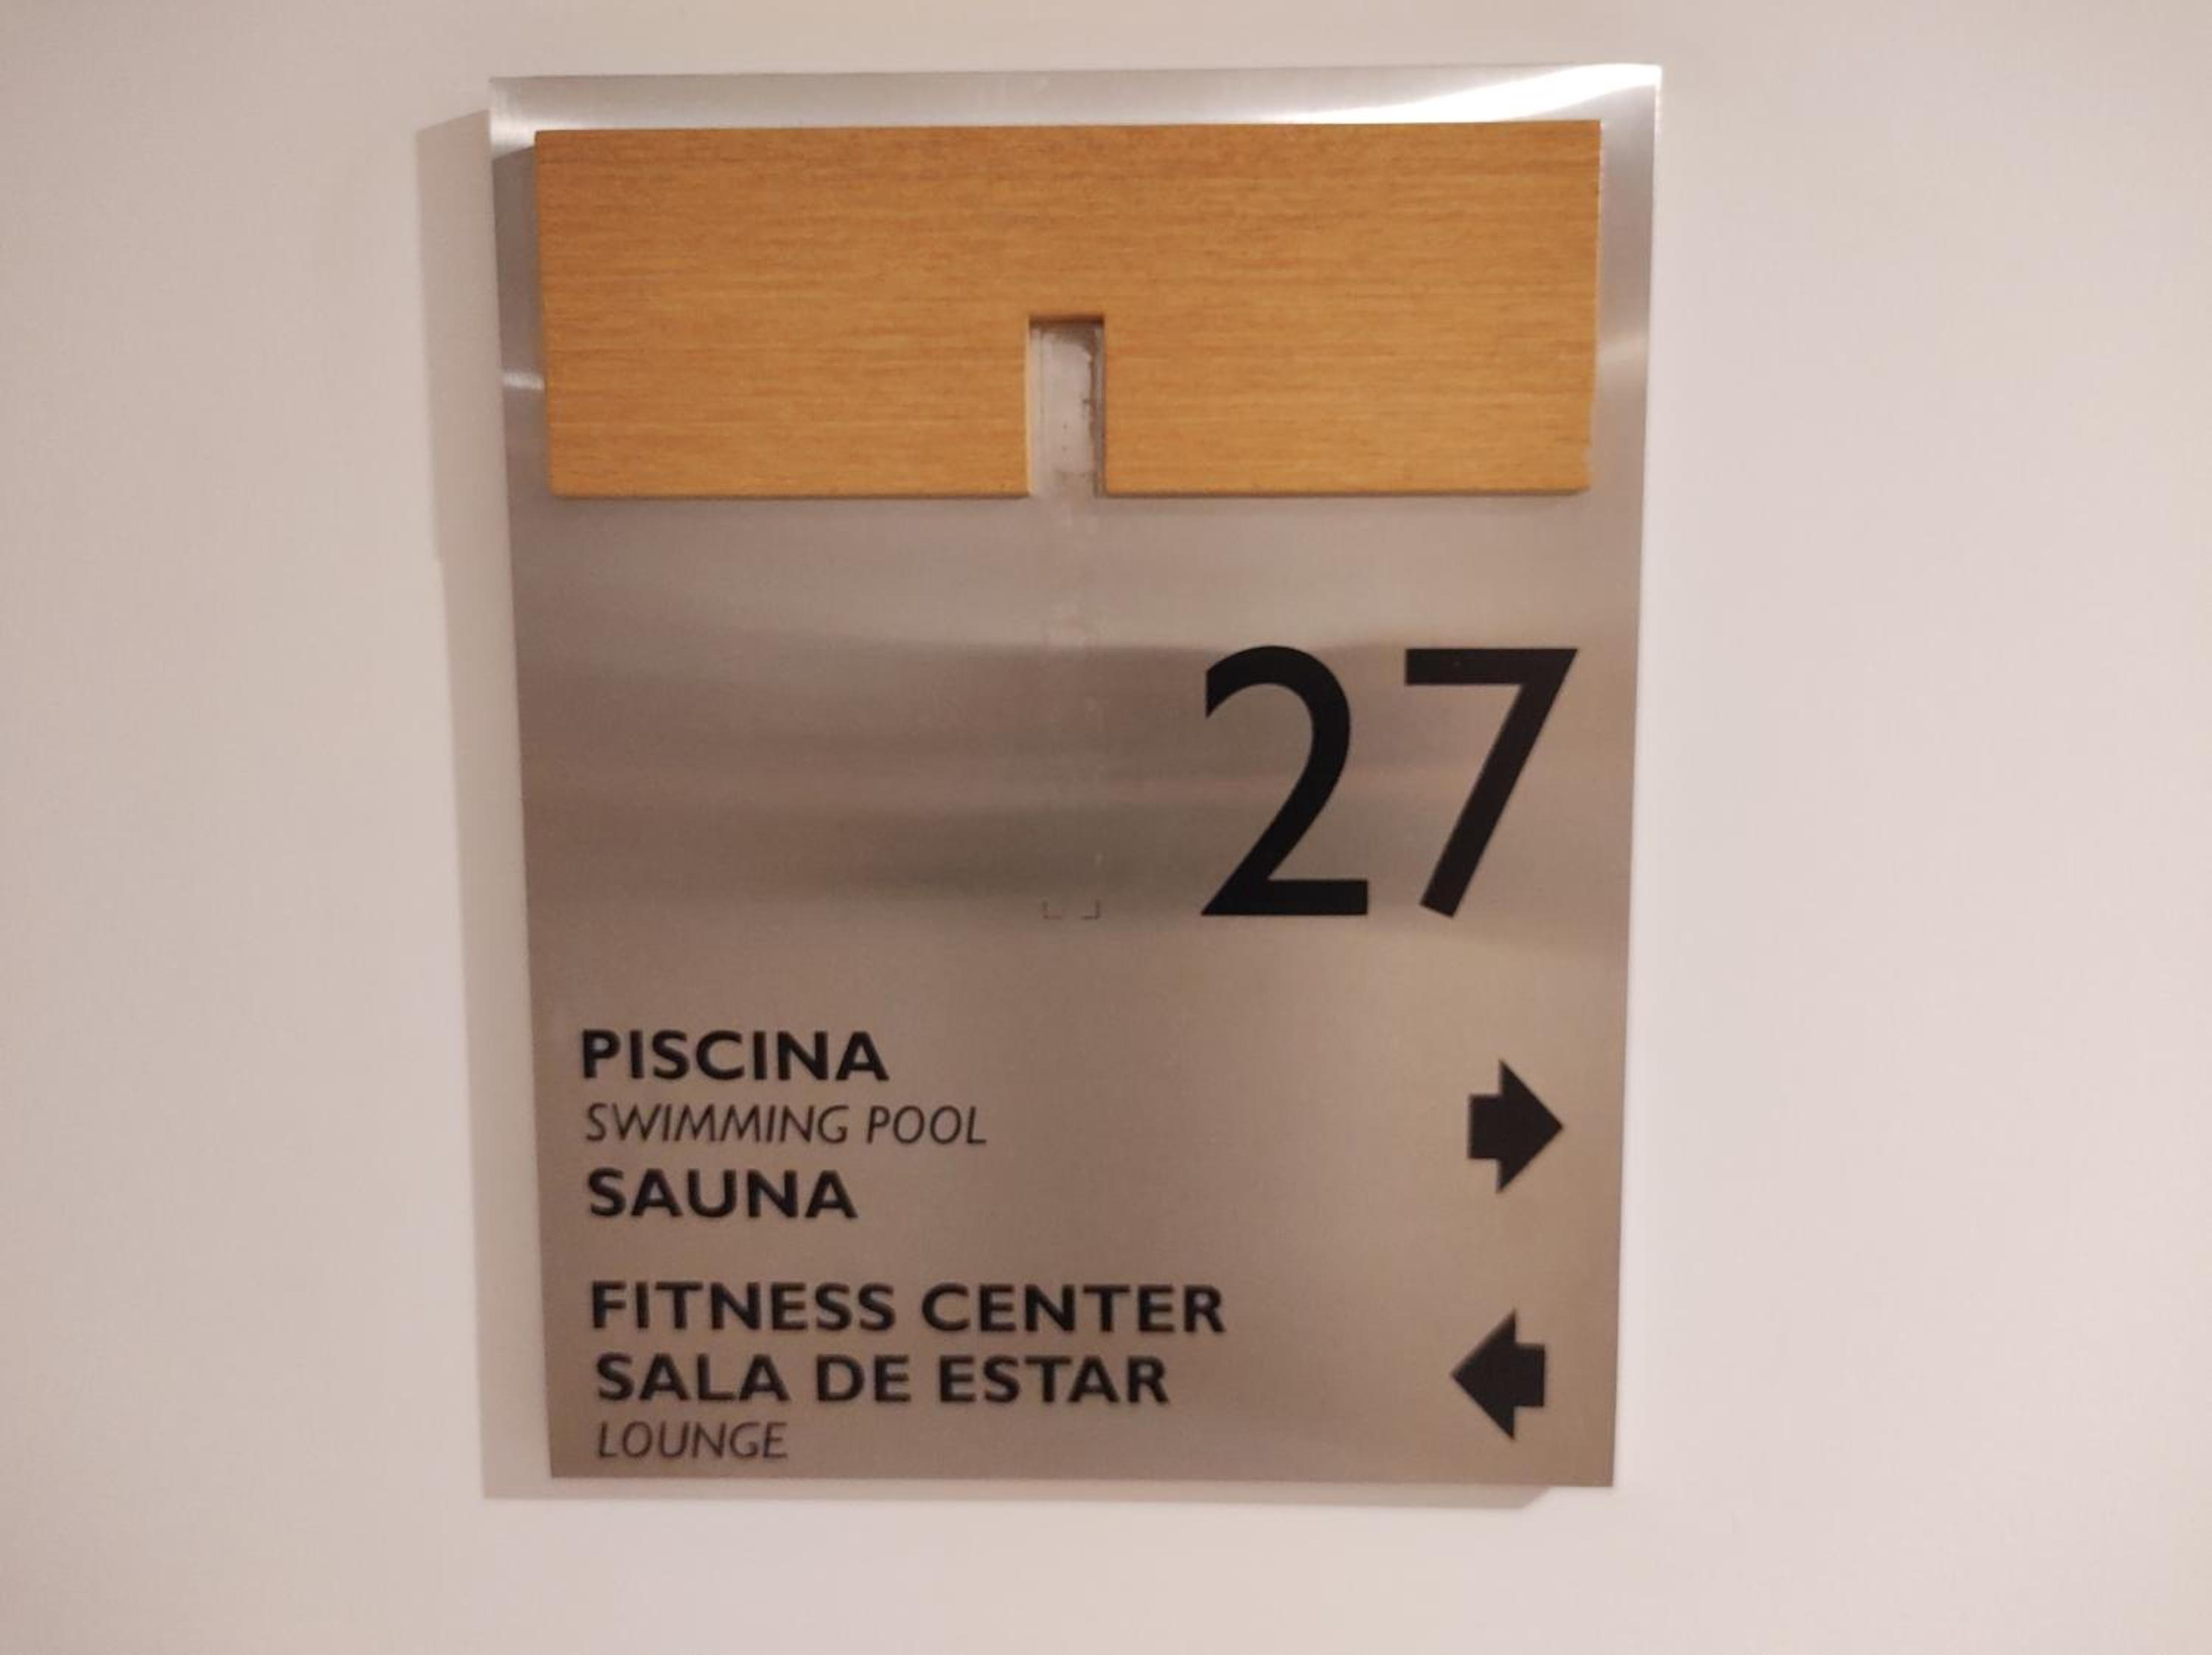 27
PISCINA
SWIMMING POOL
SAUNA
FITNESS CENTER
SALA DE ESTAR
LOUNGE